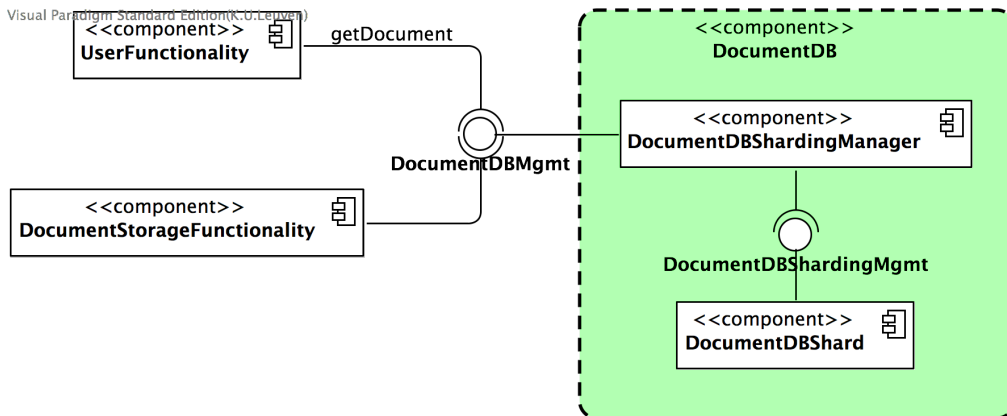 Visual Paradigm Standard Edition(K.U.Leuven)
<<component>>
UserFunctionality
getDocument
<<component>>
DocumentDB
<<component>>
DocumentDBShardingManager
DocumentDBMgmt
<<component>>
DocumentStorageFunctionality
DocumentDBShardingMgmt
<<component>>
DocumentDBShard